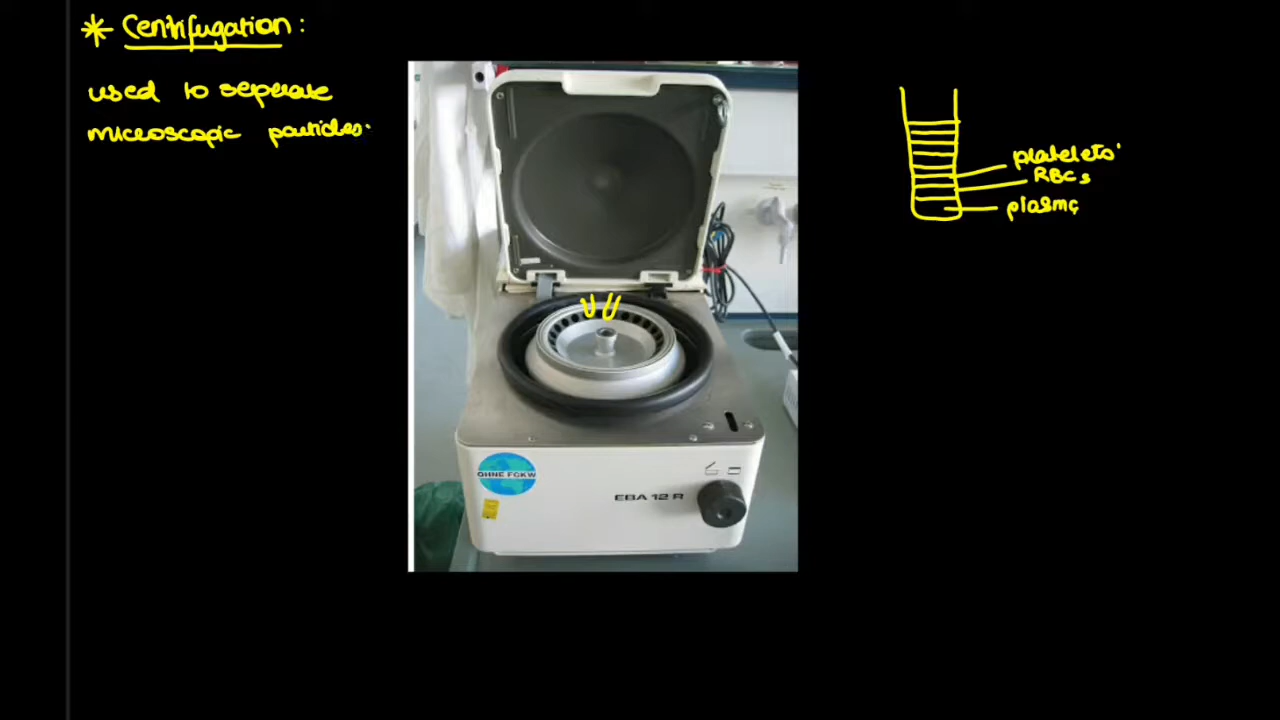 * Centrifugation:
used to seperate
microscopic particles.
platelets
RBCs
plasma
OHNE FCKW
EBA 12 R